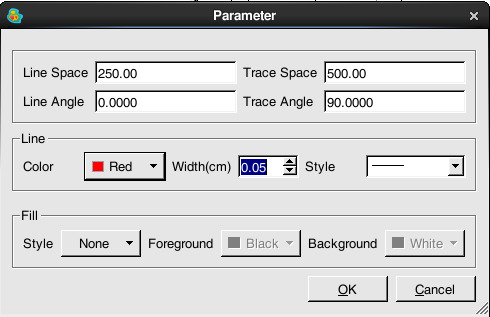 Parameter
Line Space 250.00 Trace Space 500.00
Line Angle 0.0000 Trace Angle 90.0000
Line
Color Red Width(cm) 0.05 Style
Fill
Style None Foreground Black Background White
OK Cancel